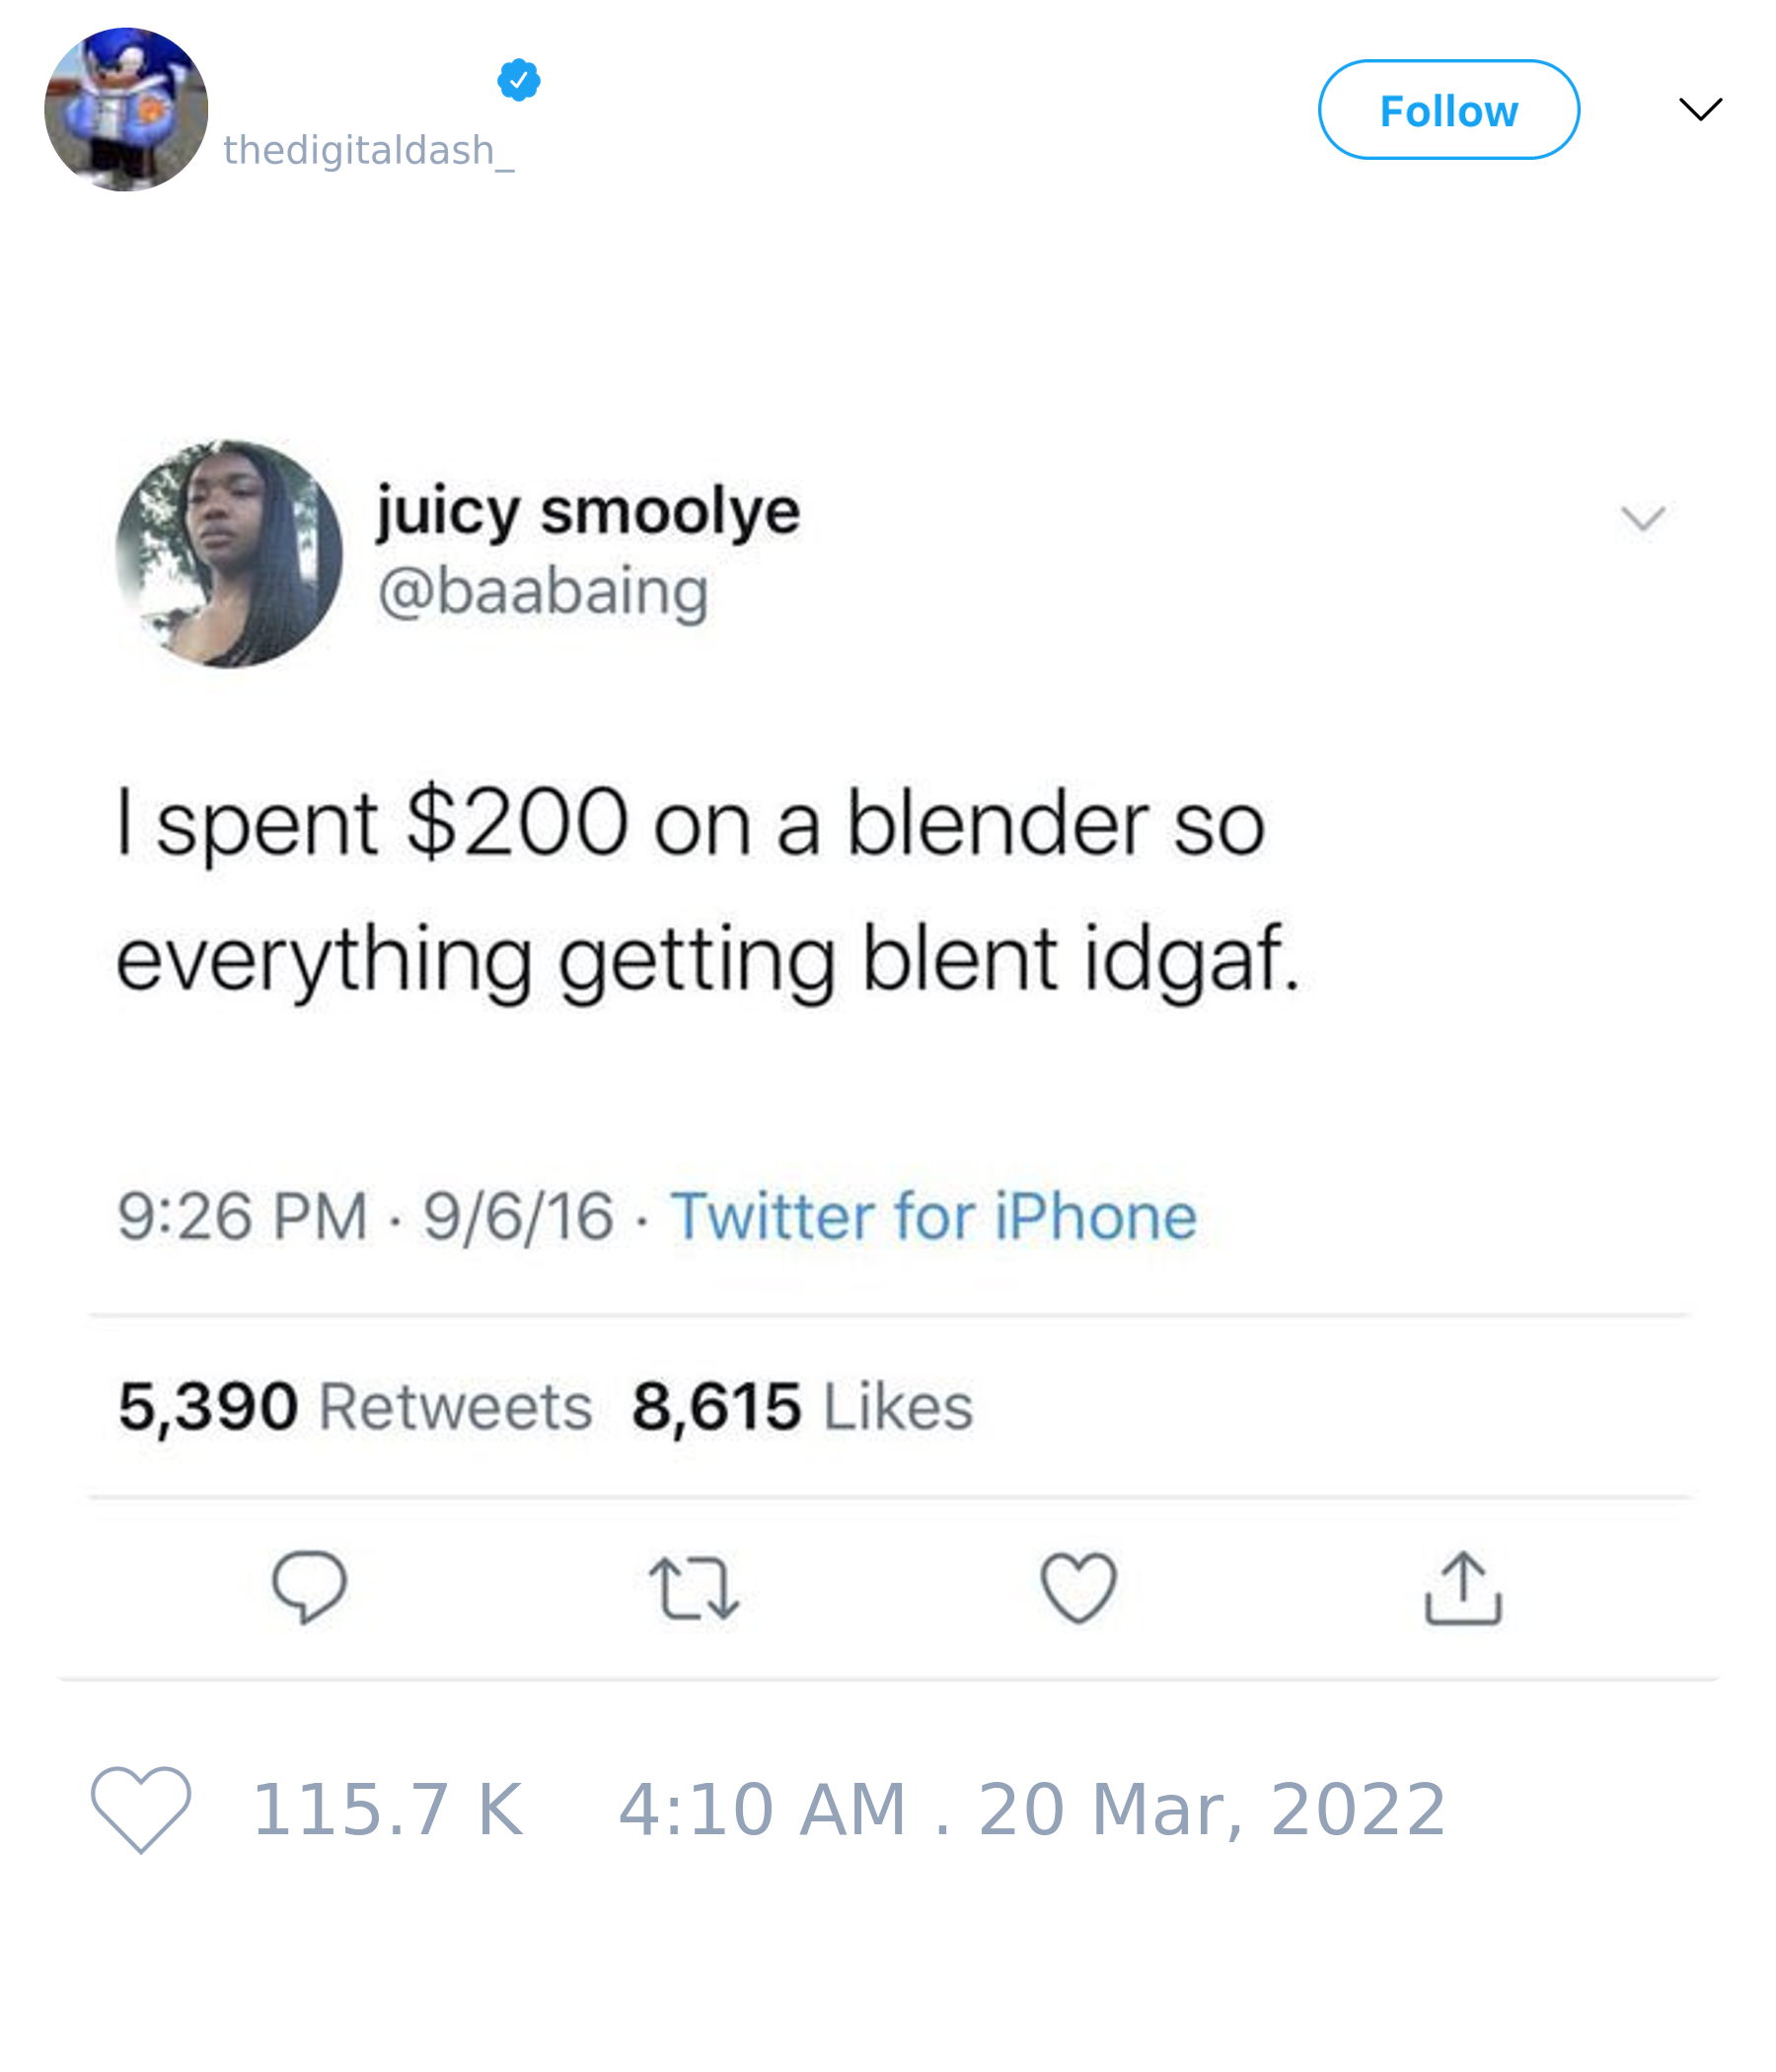 thedigitaldash_
Follow
juicy smoolye
@baabaing
I spent $200 on a blender so
everything getting blent idgaf.
9:26 PM · 9/6/16 · Twitter for iPhone
5,390 Retweets 8,615 Likes
115.7 K 4:10 AM . 20 Mar, 2022